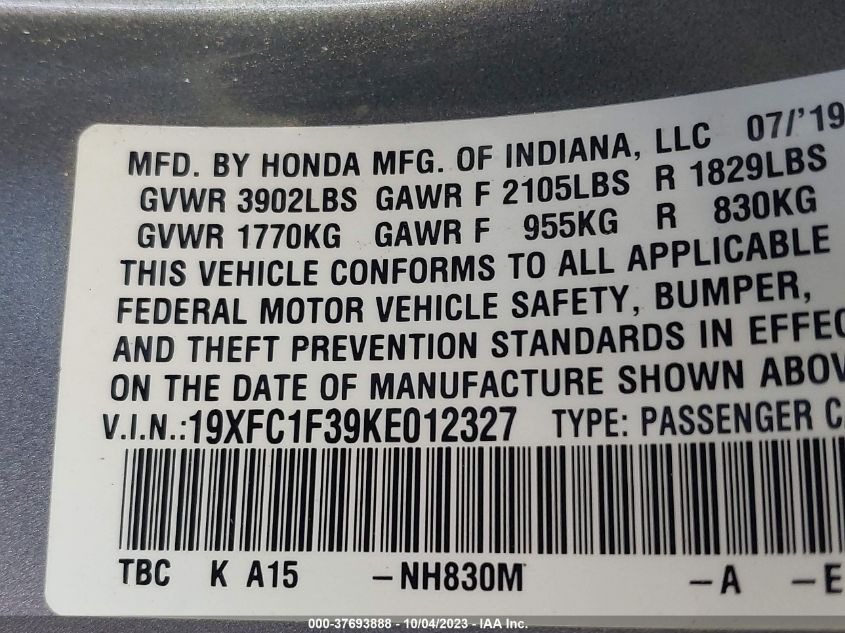 MFD. BY HONDA MFG. OF INDIANA, LLC 07/'19
GVWR 3902LBS GAWR F 2105LBS R 1829LBS
GVWR 1770KG GAWR F 955KG R 830KG
THIS VEHICLE CONFORMS TO ALL APPLICABLE
FEDERAL MOTOR VEHICLE SAFETY, BUMPER,
AND THEFT PREVENTION STANDARDS IN EFFEC
ON THE DATE OF MANUFACTURE SHOWN ABOV
V.I.N.:19XFC1F39KE012327 TYPE: PASSENGER C
TBC K A15 -NH830M -A -E
000-37693888 - 10/04/2023 - IAA Inc.